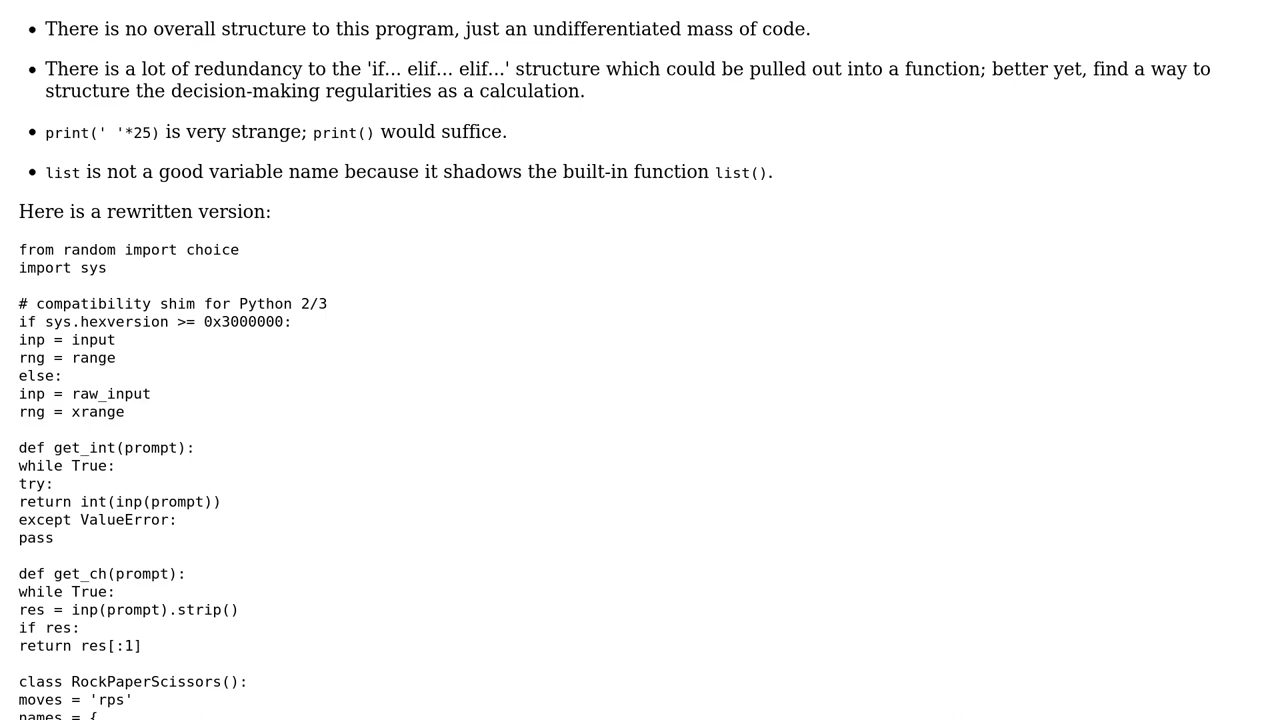 • There is no overall structure to this program, just an undifferentiated mass of code.
• There is a lot of redundancy to the 'if... elif... elif...' structure which could be pulled out into a function; better yet, find a way to
structure the decision-making regularities as a calculation.
• print(' '*25) is very strange; print() would suffice.
• list is not a good variable name because it shadows the built-in function list().
Here is a rewritten version:
from random import choice
import sys
# compatibility shim for Python 2/3
if sys.hexversion >= 0x3000000:
inp = input
rng = range
else:
inp = raw_input
rng = xrange
def get_int(prompt):
while True:
try:
return int(inp(prompt))
except ValueError:
pass
def get_ch(prompt):
while True:
res = inp(prompt).strip()
if res:
return res[:1]
class RockPaperScissors():
moves = 'rps'
names = {